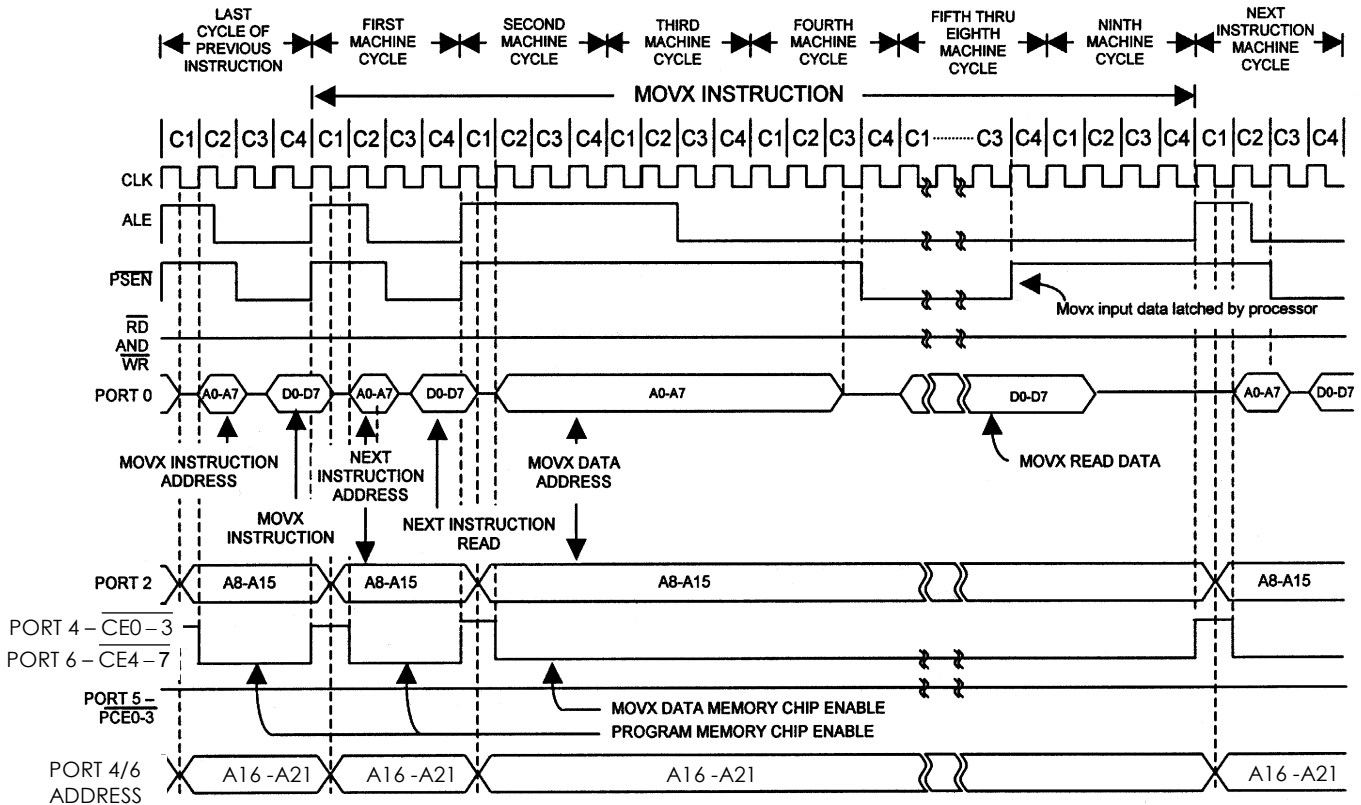 LAST
CYCLE OF
PREVIOUS
INSTRUCTION
FIRST
MACHINE
CYCLE
SECOND
MACHINE
CYCLE
THIRD
MACHINE
CYCLE
FOURTH
MACHINE
CYCLE
FIFTH THRU
EIGHTH
MACHINE
CYCLE
NINTH
MACHINE
CYCLE
NEXT
INSTRUCTION
MACHINE
CYCLE
MOVX INSTRUCTION
C1 C2 C3 C4 C1 C2 C3 C4 C1 C2 C3 C4 C1 C2 C3 C4 C1 C2 C3 C4 C1 .......... C3 C4 C1 C2 C3 C4 C1 C2 C3 C4
CLK
ALE
PSEN
Movx input data latched by processor
RD
AND
WR
PORT 0 A0-A7 D0-D7 A0-A7 D0-D7 A0-A7 D0-D7 A0-A7 D0-D7
MOVX INSTRUCTION
ADDRESS
NEXT
INSTRUCTION
ADDRESS
MOVX DATA
ADDRESS
MOVX READ DATA
MOVX
INSTRUCTION
NEXT INSTRUCTION
READ
PORT 2 A8-A15 A8-A15 A8-A15 A8-A15
PORT 4 – CE0 – 3
PORT 6 – CE4 – 7
PORT 5 –
PCE0-3
MOVX DATA MEMORY CHIP ENABLE
PROGRAM MEMORY CHIP ENABLE
PORT 4/6
ADDRESS
A16 -A21 A16 -A21 A16 -A21 A16 -A21